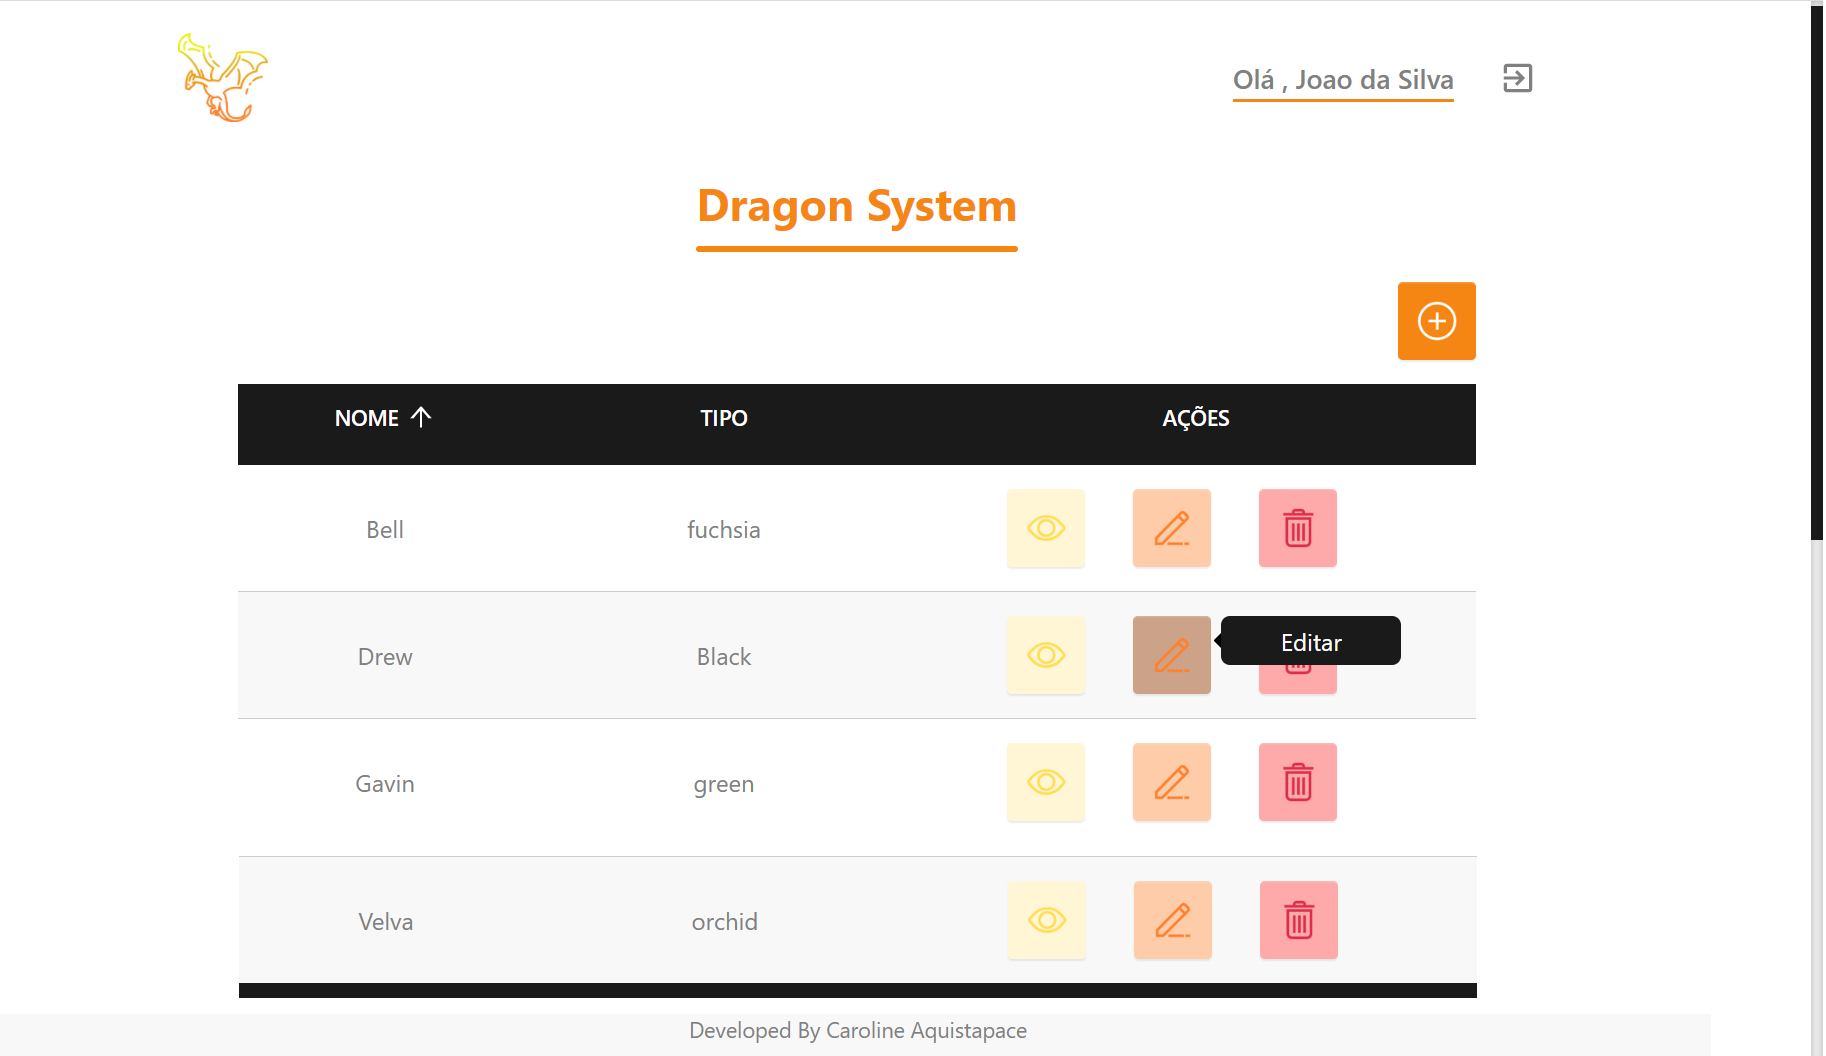 Olá , Joao da Silva
Dragon System
NOME TIPO AÇÕES
Bell fuchsia
Drew Black Editar
Gavin green
Velva orchid
Developed By Caroline Aquistapace